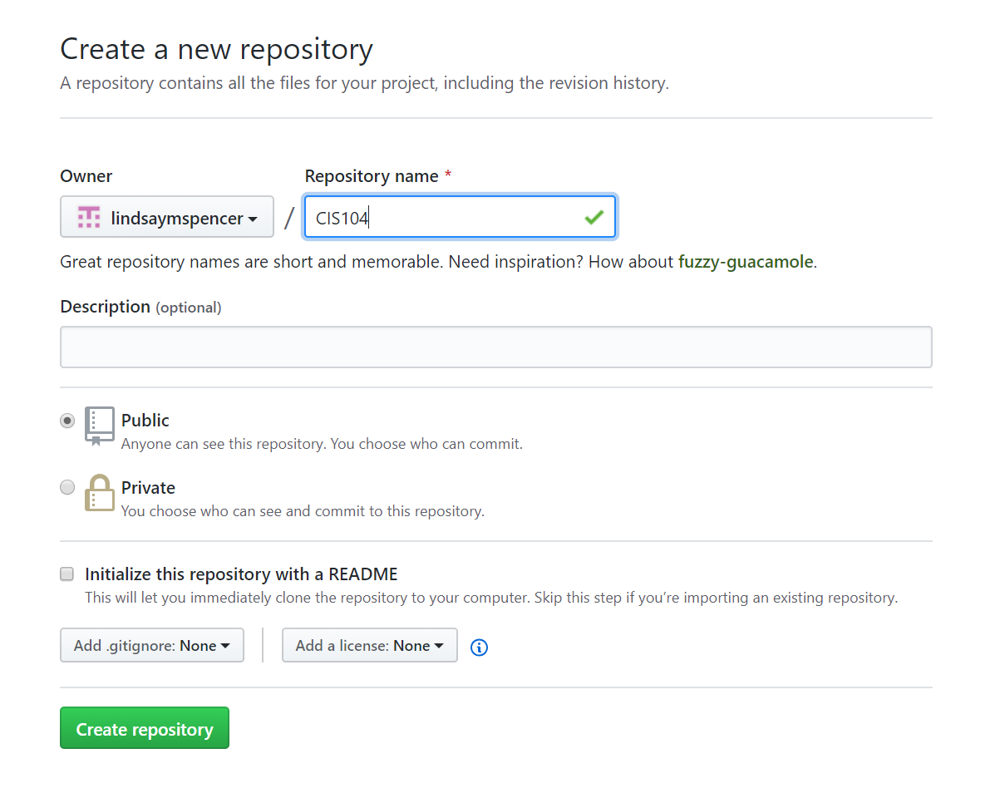 Create a new repository
A repository contains all the files for your project, including the revision history.
Owner
Repository name *
lindsaymspencer
/
CIS104
Great repository names are short and memorable. Need inspiration? How about fuzzy-guacamole.
Description (optional)
Public
Anyone can see this repository. You choose who can commit.
Private
You choose who can see and commit to this repository.
Initialize this repository with a README
This will let you immediately clone the repository to your computer. Skip this step if you’re importing an existing repository.
Add .gitignore: None
Add a license: None
Create repository